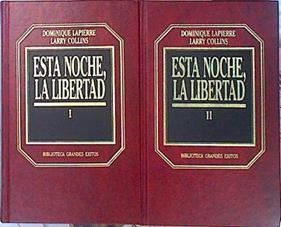 DOMINIQUE LAPIERRE
LARRY COLLINS
ESTA NOCHE,
LA LIBERTAD
I
BIBLIOTECA GRANDES EXITOS
DOMINIQUE LAPIERRE
LARRY COLLINS
ESTA NOCHE,
LA LIBERTAD
II
BIBLIOTECA GRANDES EXITOS